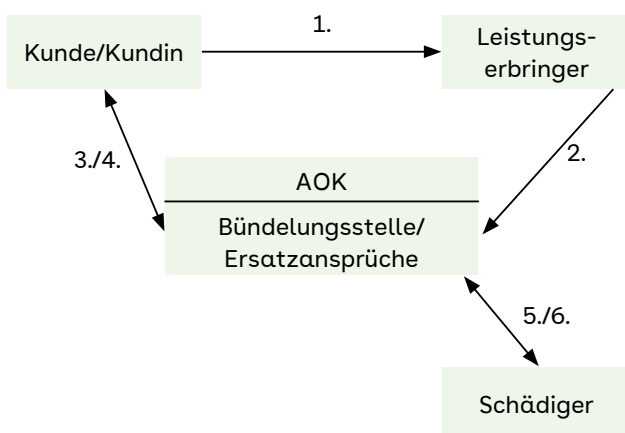 1.
Kunde/Kundin
Leistungs-
erbringer
3./4.
2.
AOK
Bündelungsstelle/
Ersatzansprüche
5./6.
Schädiger